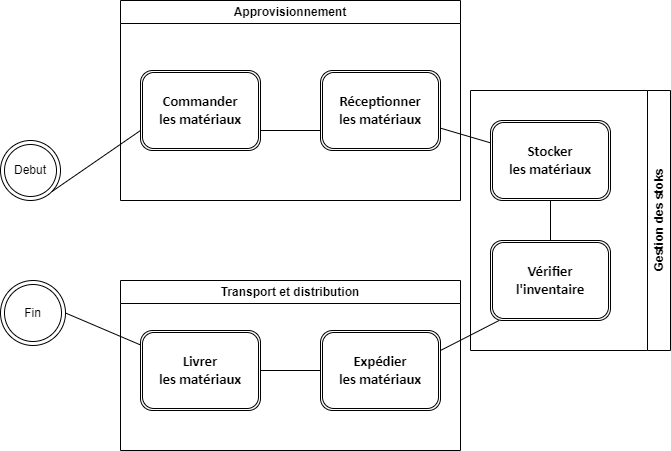 Approvisionnement
Commander
les matériaux
Réceptionner
les matériaux
Debut
Stocker
les matériaux
Gestion des stoks
Vérifier
l'inventaire
Transport et distribution
Fin
Livrer
les matériaux
Expédier
les matériaux